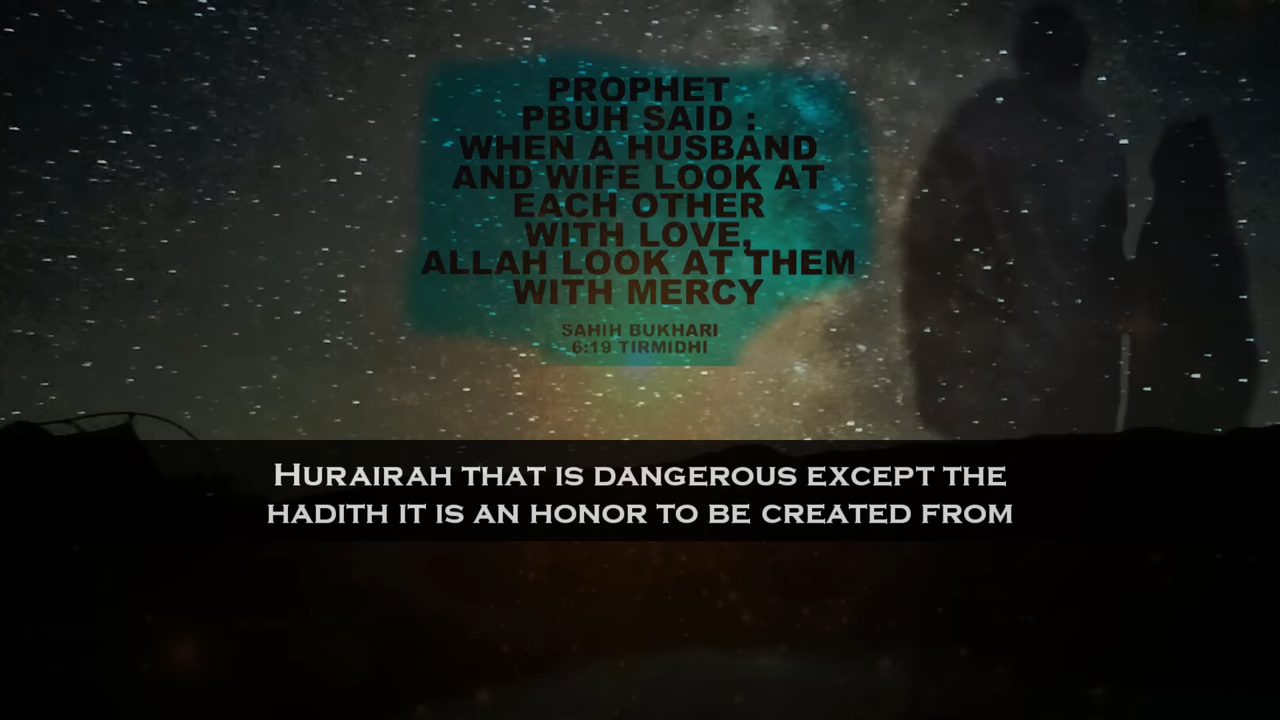 PROPHET
PBUH SAID :
WHEN A HUSBAND
AND WIFE LOOK AT
EACH OTHER
WITH LOVE,
ALLAH LOOK AT THEM
WITH MERCY
SAHIH BUKHARI
6:19 TIRMIDHI
HURAIRAH THAT IS DANGEROUS EXCEPT THE
HADITH IT IS AN HONOR TO BE CREATED FROM